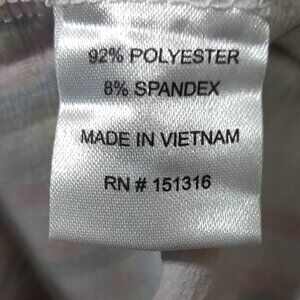 92% POLYESTER
8% SPANDEX
MADE IN VIETNAM
RN # 151316